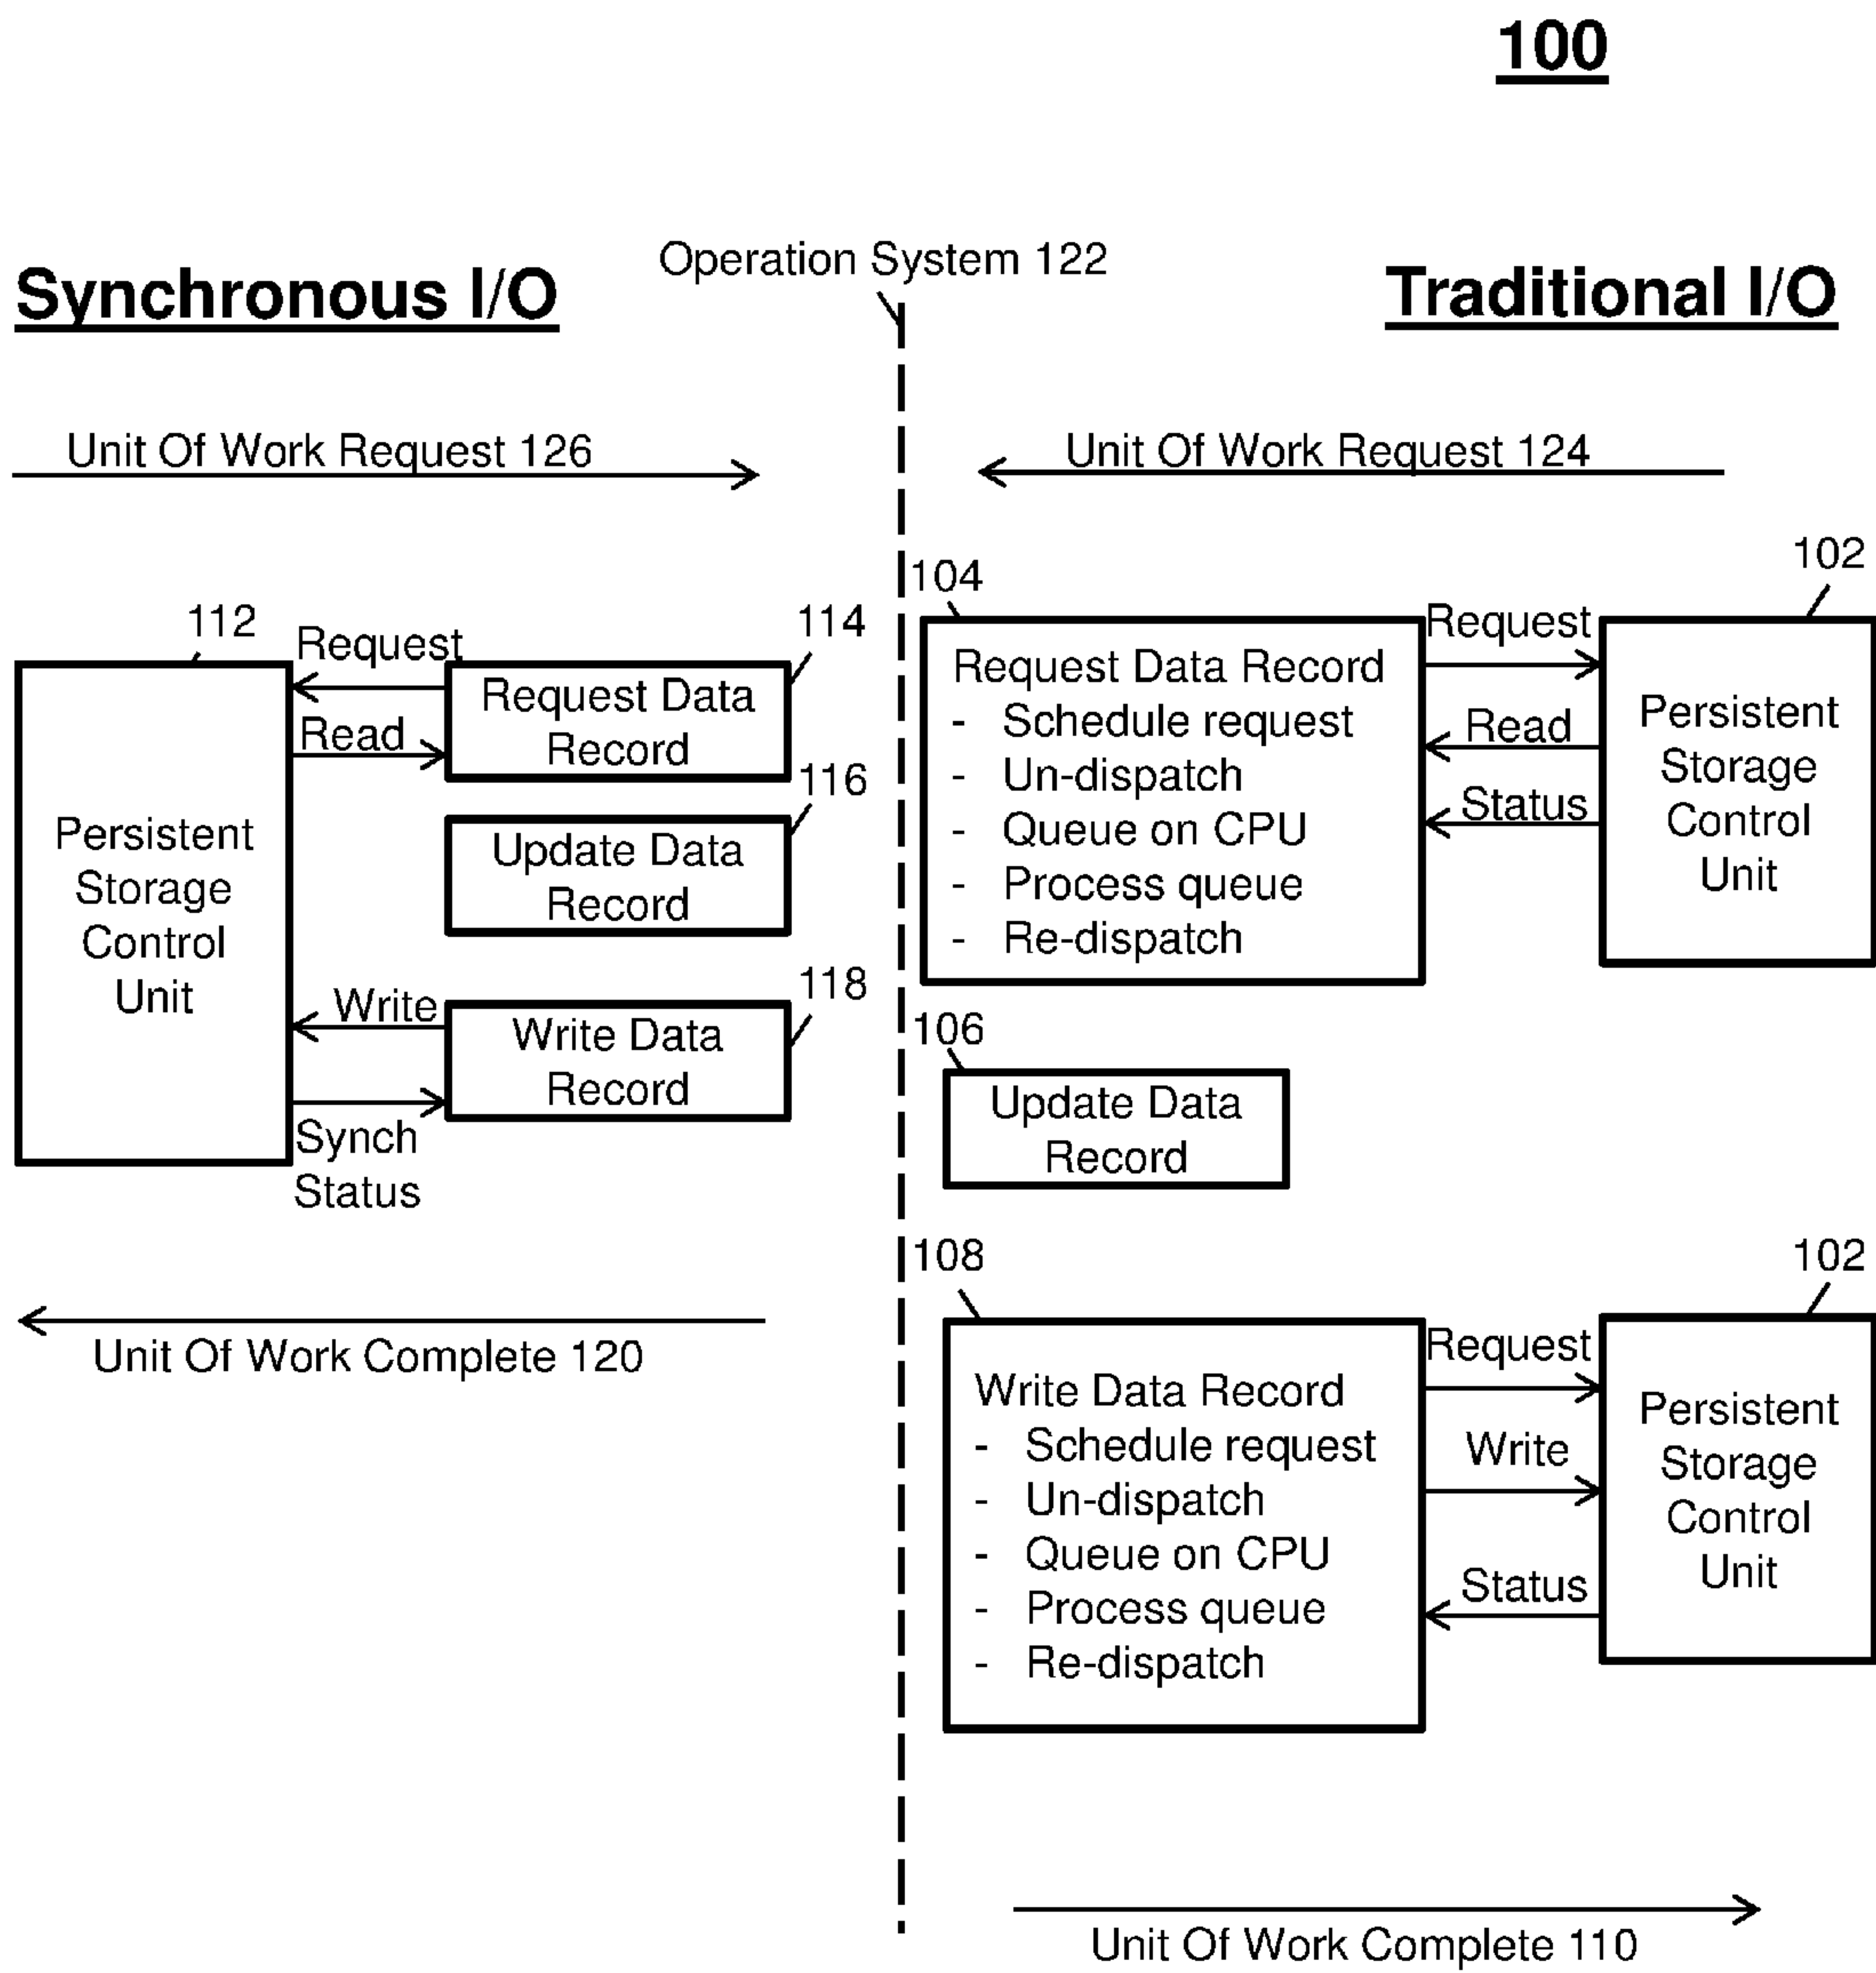 100
Operation System 122
Synchronous I/O
Traditional I/O
Unit Of Work Request 126
Unit Of Work Request 124
112
Request
114
Request Data
Record
Read
116
Persistent
Storage
Control
Unit
Update Data
Record
118
Write
Write Data
Record
Synch
Status
Unit Of Work Complete 120
104
102
Request
Request Data Record
- Schedule request
- Un-dispatch
- Queue on CPU
- Process queue
- Re-dispatch
Read
Status
Persistent
Storage
Control
Unit
106
Update Data
Record
108
102
Request
Write Data Record
- Schedule request
- Un-dispatch
- Queue on CPU
- Process queue
- Re-dispatch
Write
Status
Persistent
Storage
Control
Unit
Unit Of Work Complete 110